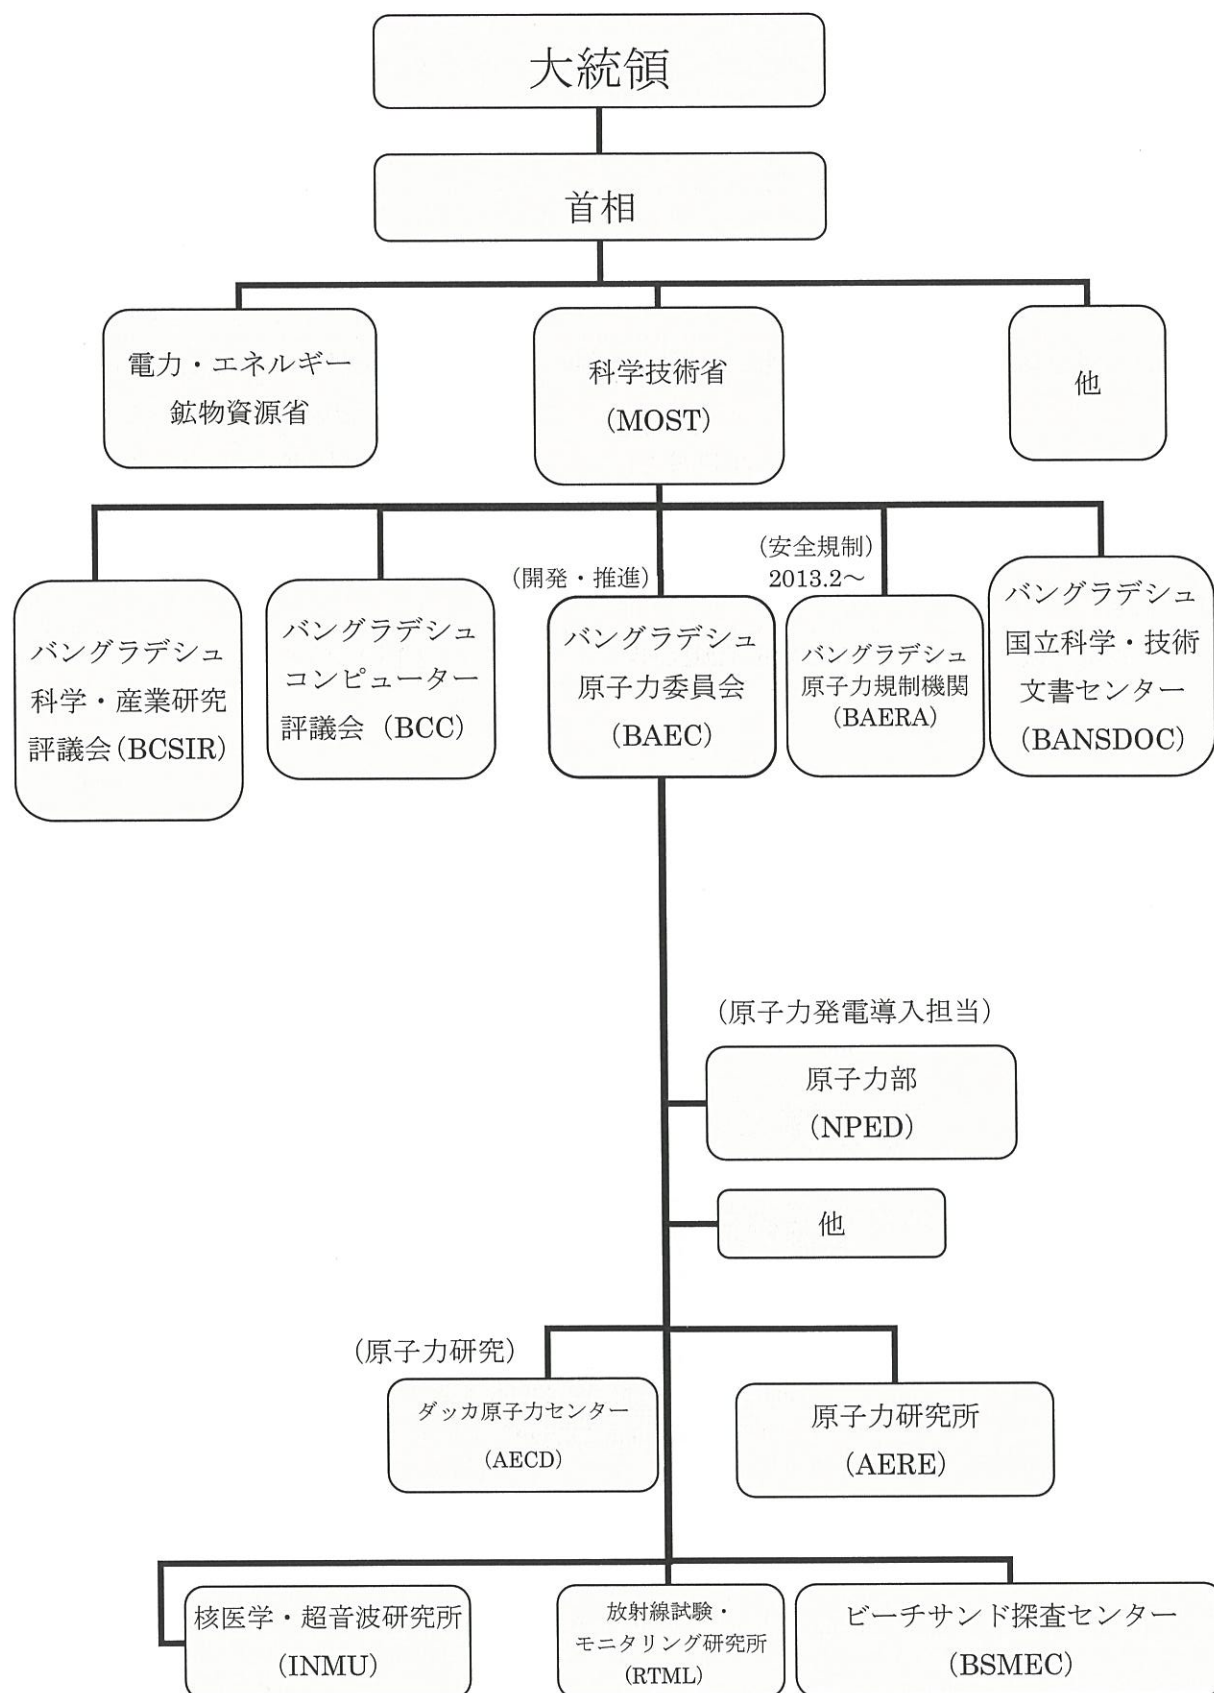 大統領
首相
電力・エネルギー
鉱物資源省
科学技術省
(MOST)
他
(開発・推進)
(安全規制)
2013.2～
バングラデシュ
科学・産業研究
評議会(BCSIR)
バングラデシュ
コンピューター
評議会(BCC)
バングラデシュ
原子力委員会
(BAEC)
バングラデシュ
原子力規制機関
(BAERA)
バングラデシュ
国立科学・技術
文書センター
(BANSDOC)
(原子力発電導入担当)
原子力部
(NPED)
他
(原子力研究)
ダッカ原子力センター
(AECD)
原子力研究所
(AERE)
核医学・超音波研究所
(INMU)
放射線試験・
モニタリング研究所
(RTML)
ビーチサンド探査センター
(BSMEC)